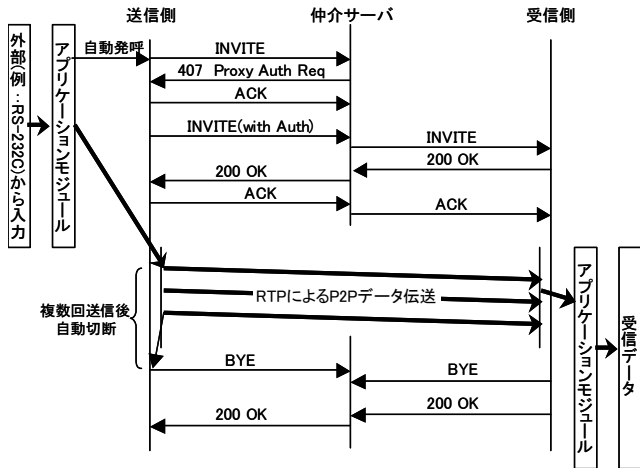 送信側
仲介サーバ
受信側
外部(例:RS-232C)から入力
アプリケーションモジュール
自動発呼
INVITE
407 Proxy Auth Req
ACK
INVITE(with Auth)
INVITE
200 OK
200 OK
ACK
ACK
RTPによるP2Pデータ伝送
複数回送信後
自動切断
BYE
BYE
200 OK
200 OK
アプリケーションモジュール
受信データ